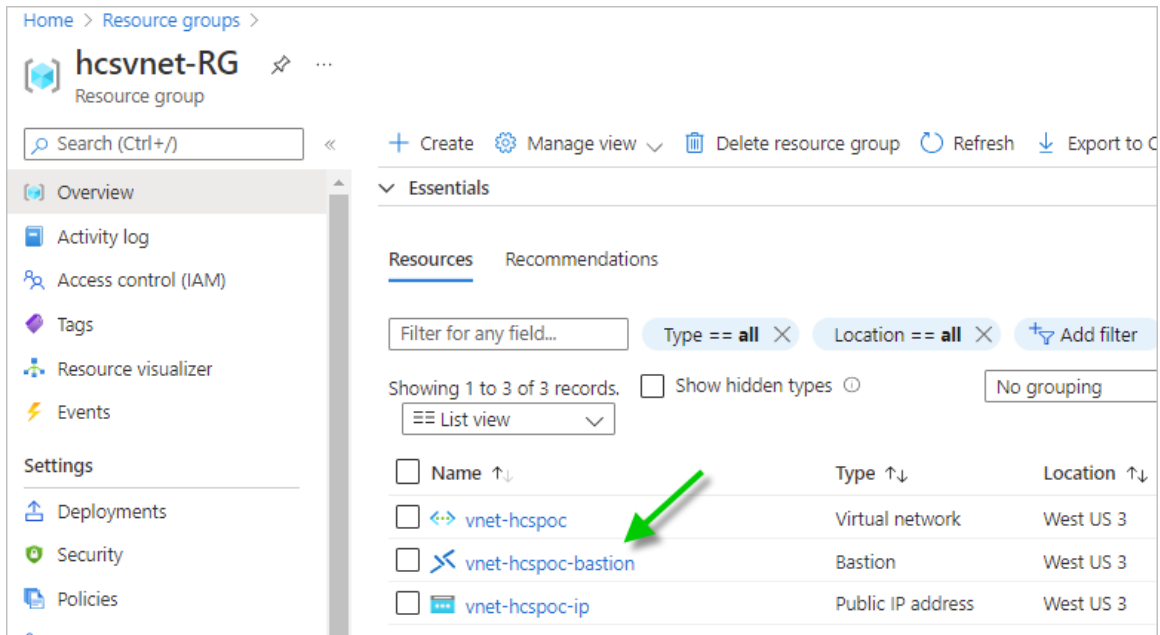 Home > Resource groups >
hcsvnet-RG ...
Resource group
Search (Ctrl+/) «
Overview
Activity log
Access control (IAM)
Tags
Resource visualizer
Events
Settings
Deployments
Security
Policies
+ Create Manage view Delete resource group Refresh Export to C
Essentials
Resources Recommendations
Filter for any field... Type == all Location == all Add filter
Showing 1 to 3 of 3 records. Show hidden types No grouping
List view
Name ↑↓ Type ↑↓ Location ↑↓
vnet-hcspoc Virtual network West US 3
vnet-hcspoc-bastion Bastion West US 3
vnet-hcspoc-ip Public IP address West US 3